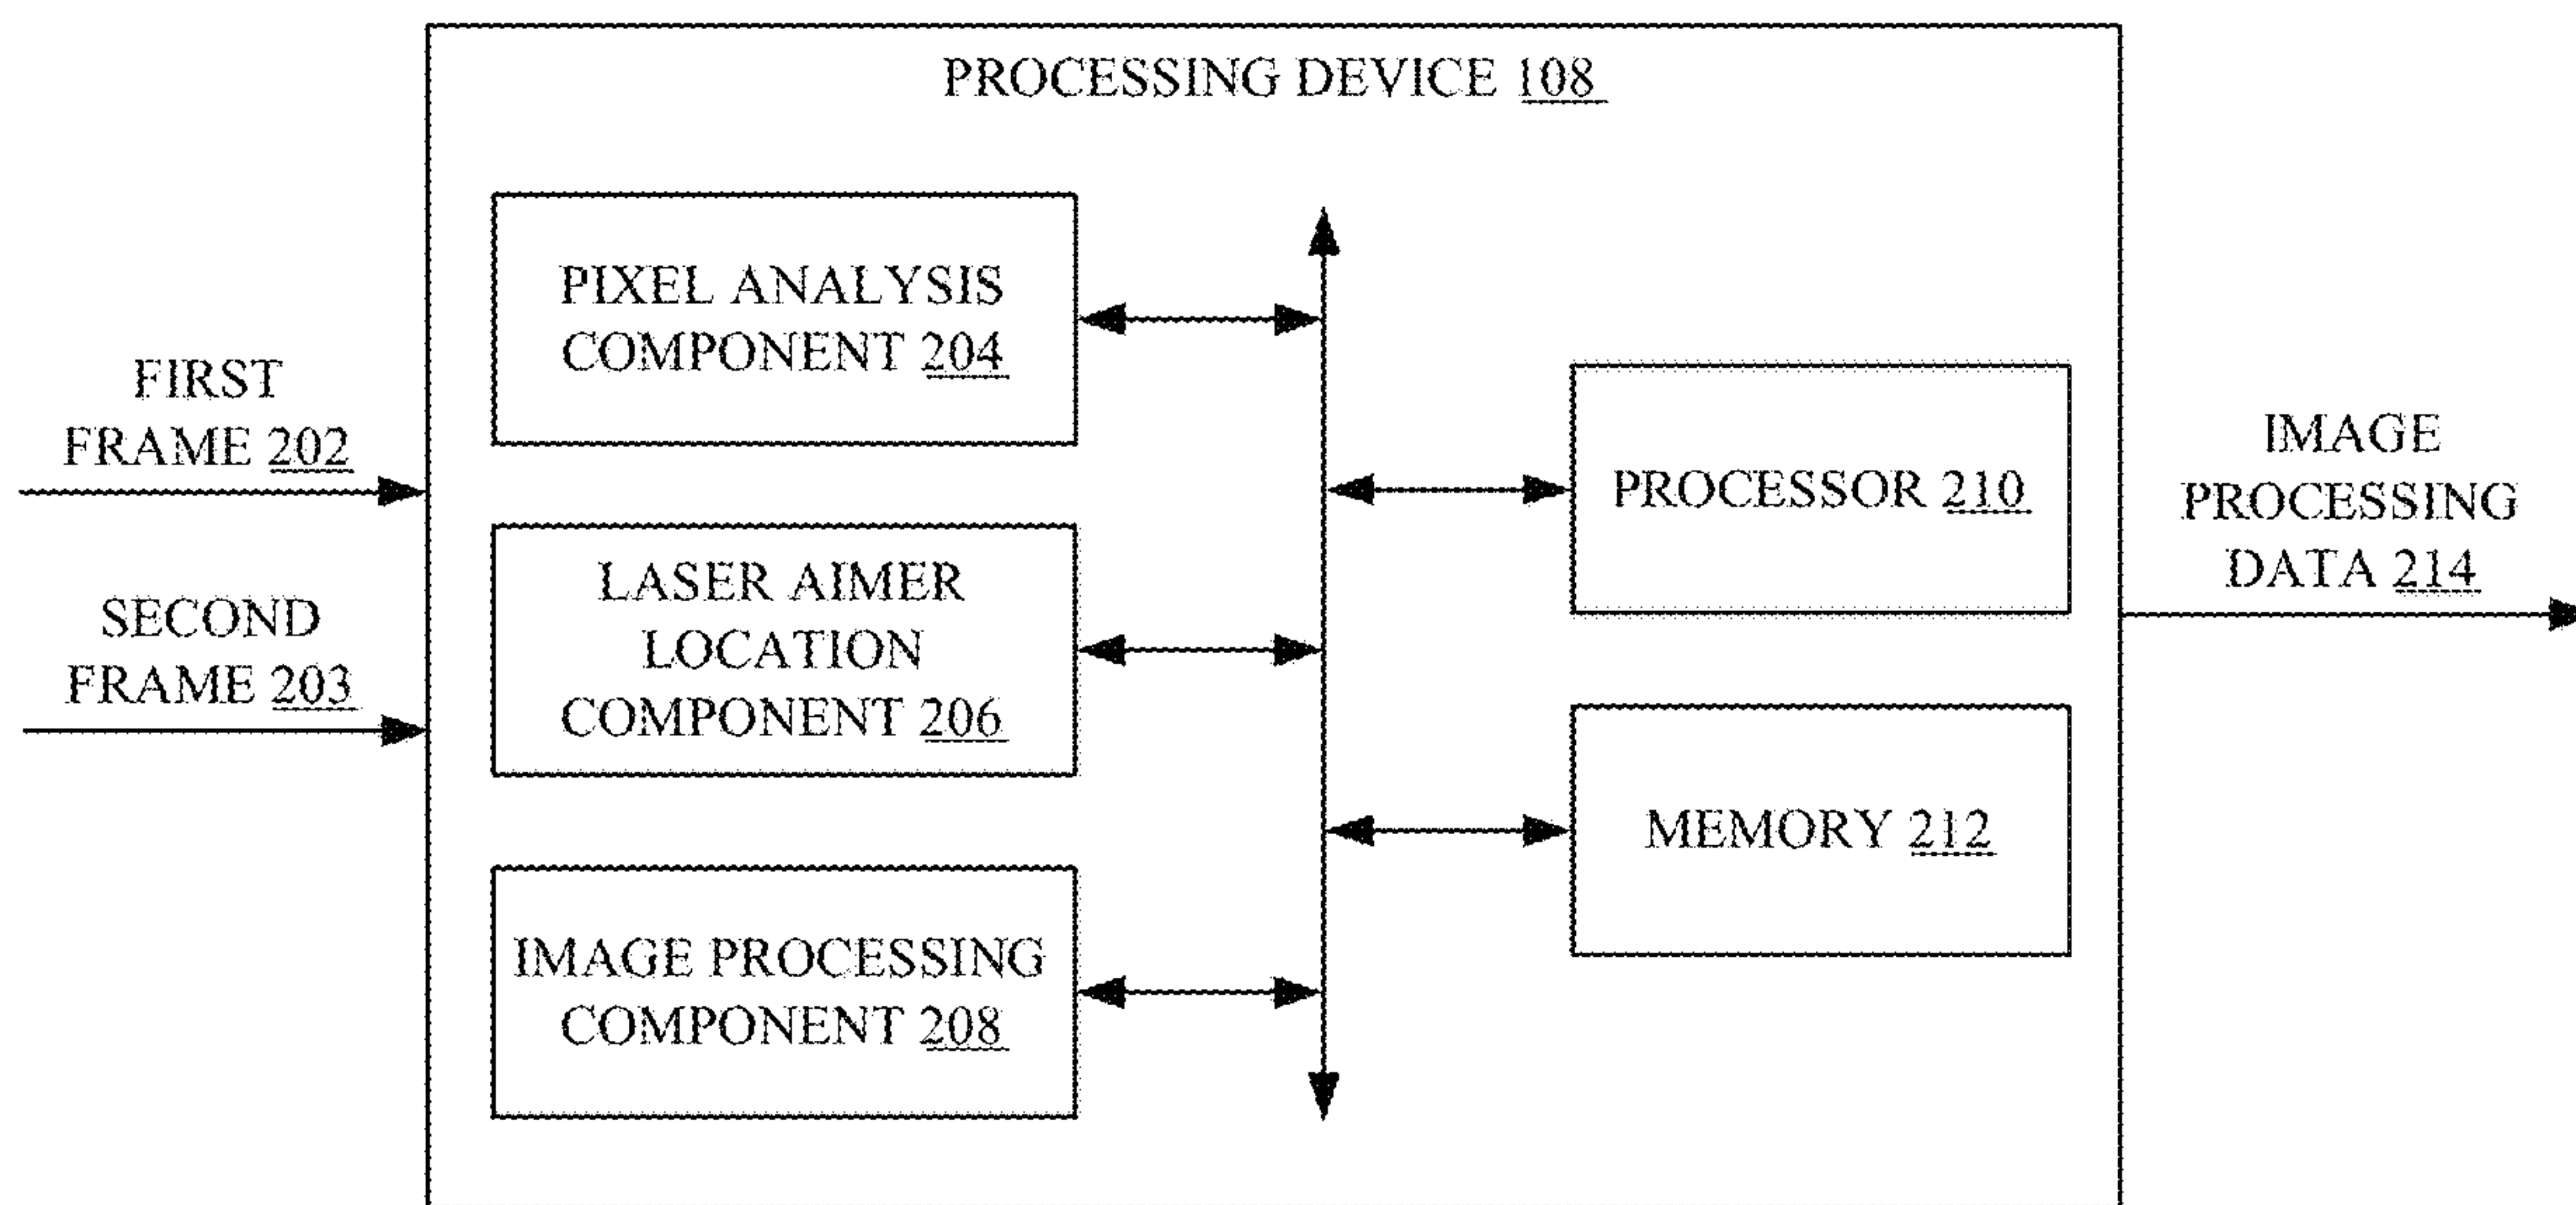 PROCESSING DEVICE 108
PIXEL ANALYSIS
COMPONENT 204
FIRST
FRAME 202
SECOND
FRAME 203
LASER AIMER
LOCATION
COMPONENT 206
IMAGE PROCESSING
COMPONENT 208
PROCESSOR 210
MEMORY 212
IMAGE
PROCESSING
DATA 214